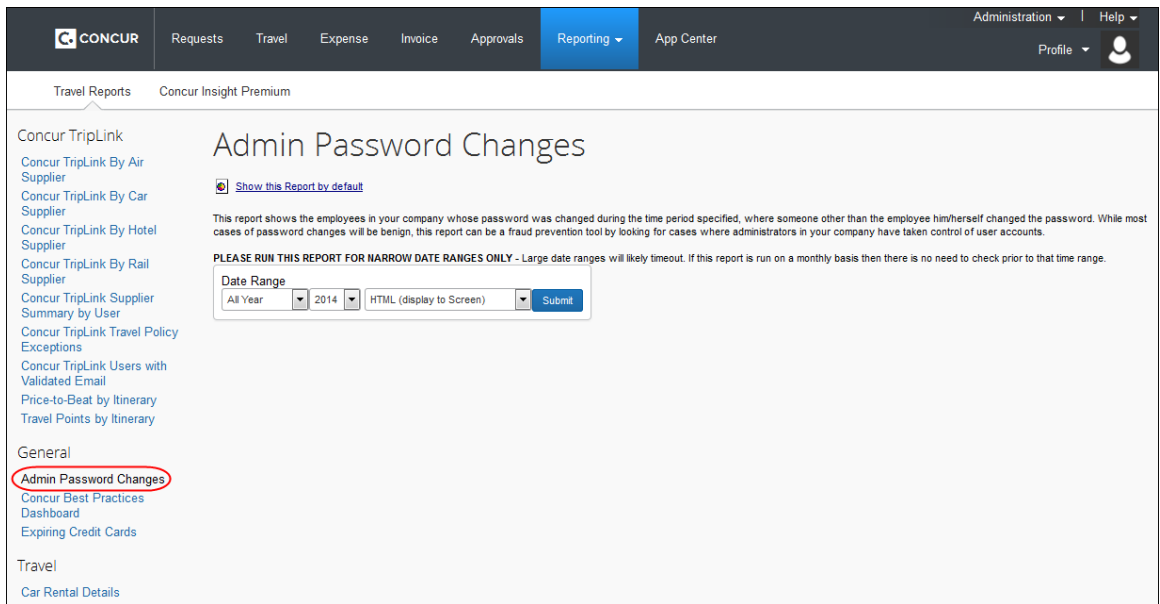 Administration | Help
C. CONCUR Requests Travel Expense Invoice Approvals Reporting App Center
Profile
Travel Reports Concur Insight Premium
Concur TripLink
Concur TripLink By Air
Supplier
Concur TripLink By Car
Supplier
Concur TripLink By Hotel
Supplier
Concur TripLink By Rail
Supplier
Concur TripLink Supplier
Summary by User
Concur TripLink Travel Policy
Exceptions
Concur TripLink Users with
Validated Email
Price-to-Beat by Itinerary
Travel Points by Itinerary
General
Admin Password Changes
Concur Best Practices
Dashboard
Expiring Credit Cards
Travel
Car Rental Details
Admin Password Changes
Show this Report by default
This report shows the employees in your company whose password was changed during the time period specified, where someone other than the employee him/herself changed the password. While most
cases of password changes will be benign, this report can be a fraud prevention tool by looking for cases where administrators in your company have taken control of user accounts.
PLEASE RUN THIS REPORT FOR NARROW DATE RANGES ONLY - Large date ranges will likely timeout. If this report is run on a monthly basis then there is no need to check prior to that time range.
Date Range
All Year 2014 HTML (display to Screen) Submit